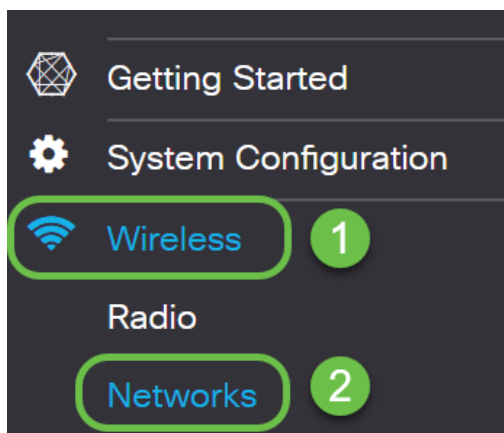 Getting Started
System Configuration
Wireless 1
Radio
Networks 2